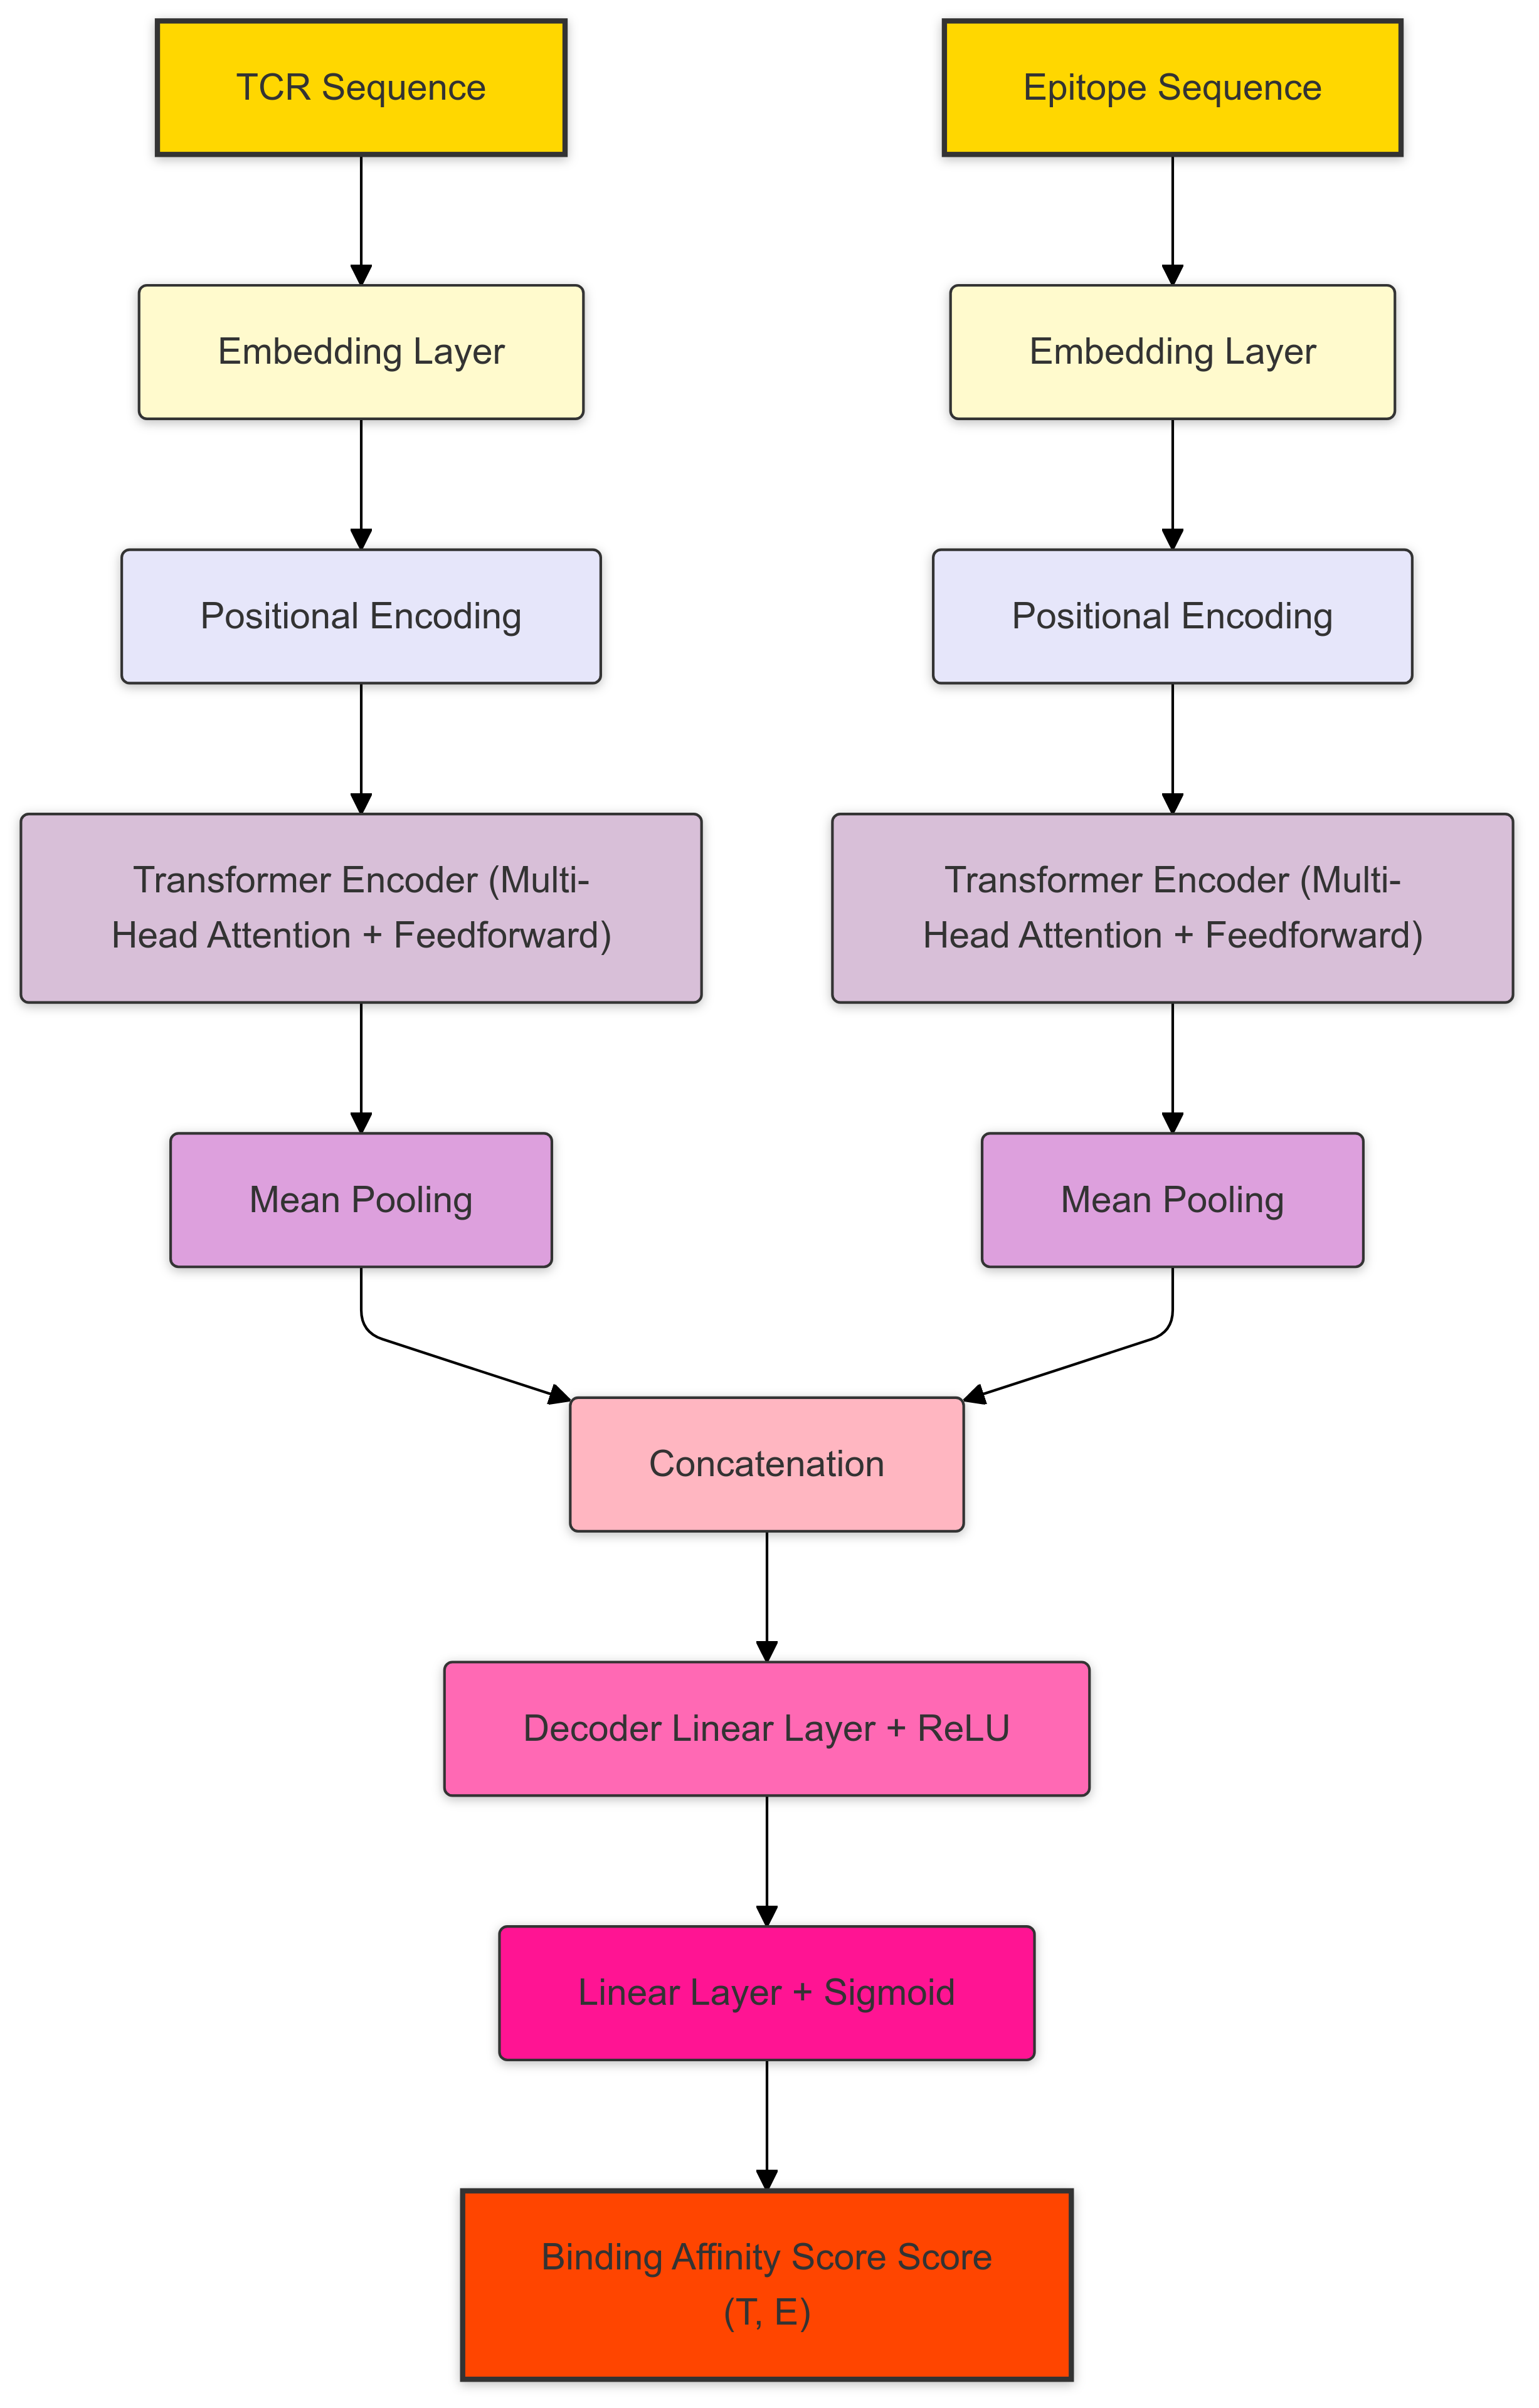 TCR Sequence
Epitope Sequence
Embedding Layer
Embedding Layer
Positional Encoding
Positional Encoding
Transformer Encoder (Multi-
Head Attention + Feedforward)
Transformer Encoder (Multi-
Head Attention + Feedforward)
Mean Pooling
Mean Pooling
Concatenation
Decoder Linear Layer + ReLU
Linear Layer + Sigmoid
Binding Affinity Score Score
(T, E)